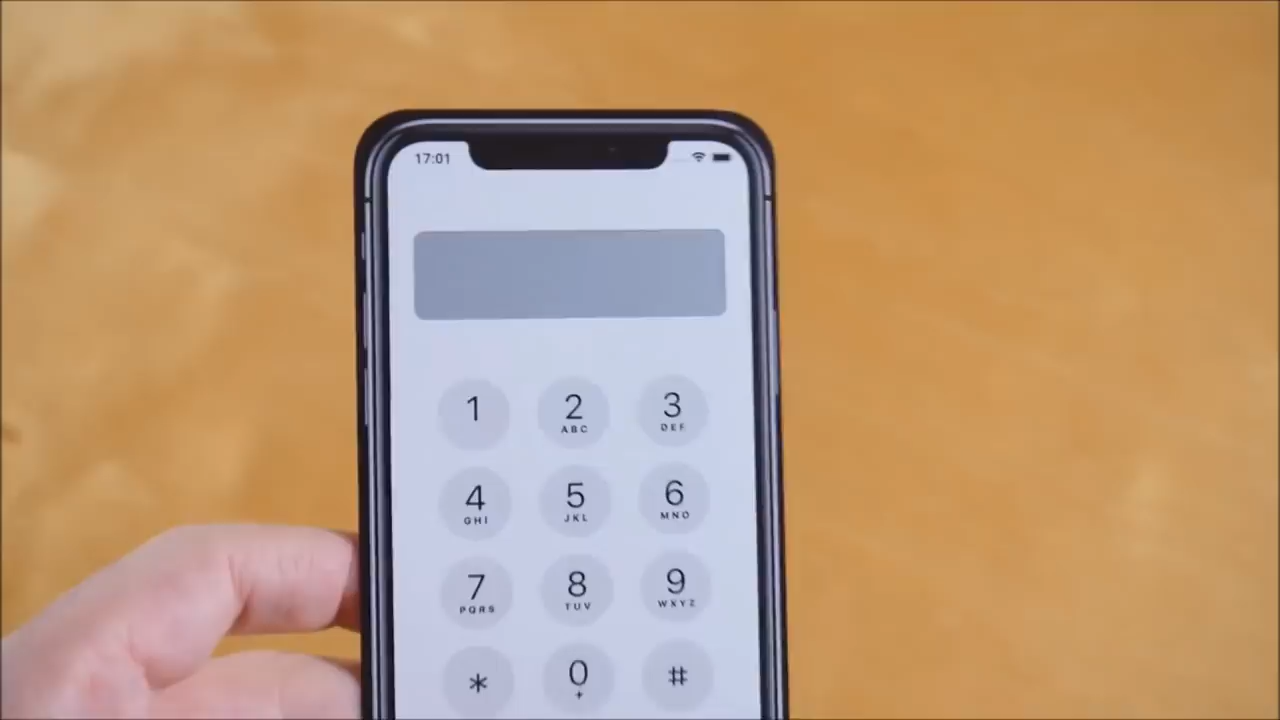 17:01
1 2 3
ABC DEF
4 5 6
GHI JKL MNO
7 8 9
PQRS TUV WXYZ
* 0 #
+